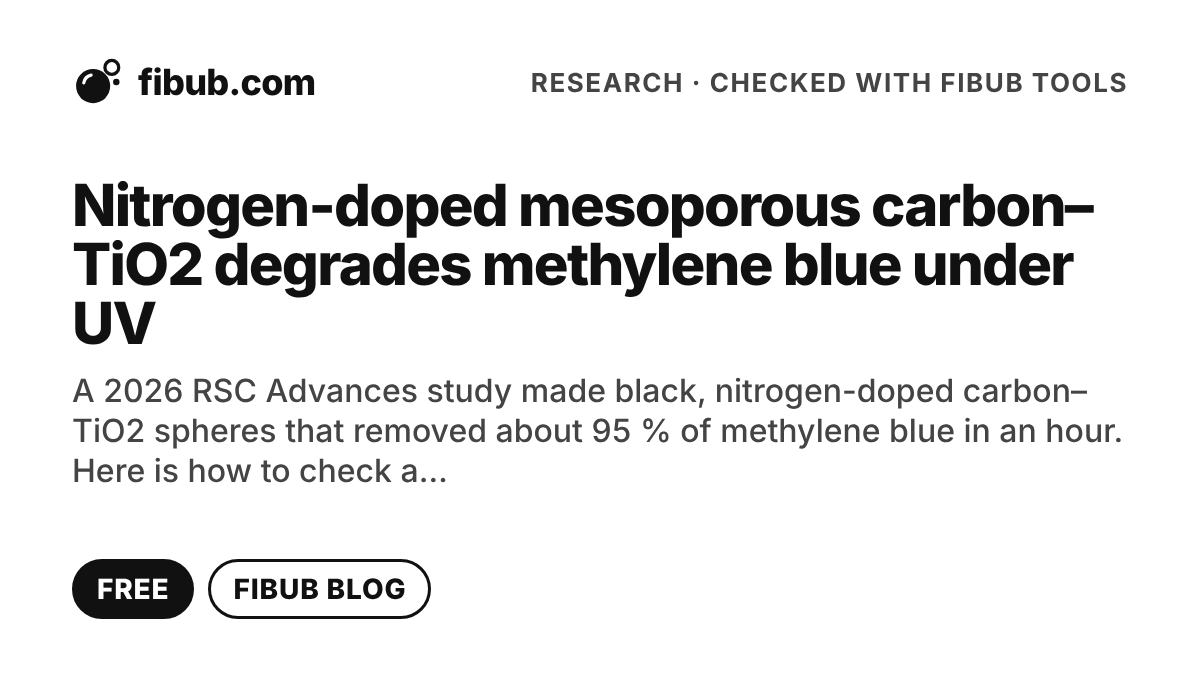 fibub.com
RESEARCH · CHECKED WITH FIBUB TOOLS
Nitrogen-doped mesoporous carbon–
TiO2 degrades methylene blue under
UV
A 2026 RSC Advances study made black, nitrogen-doped carbon–
TiO2 spheres that removed about 95 % of methylene blue in an hour.
Here is how to check a…
FREE
FIBUB BLOG